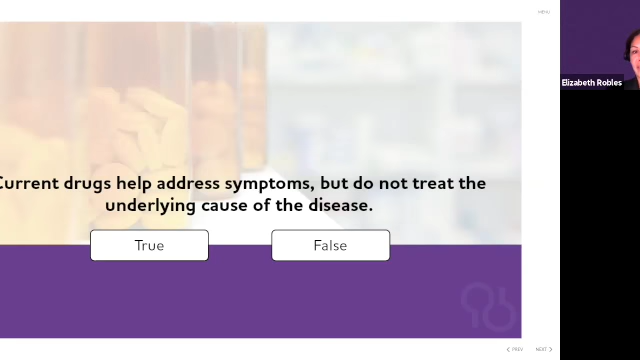 MENU
Elizabeth Robles
Current drugs help address symptoms, but do not treat the
underlying cause of the disease.
True
False
PREV
NEXT